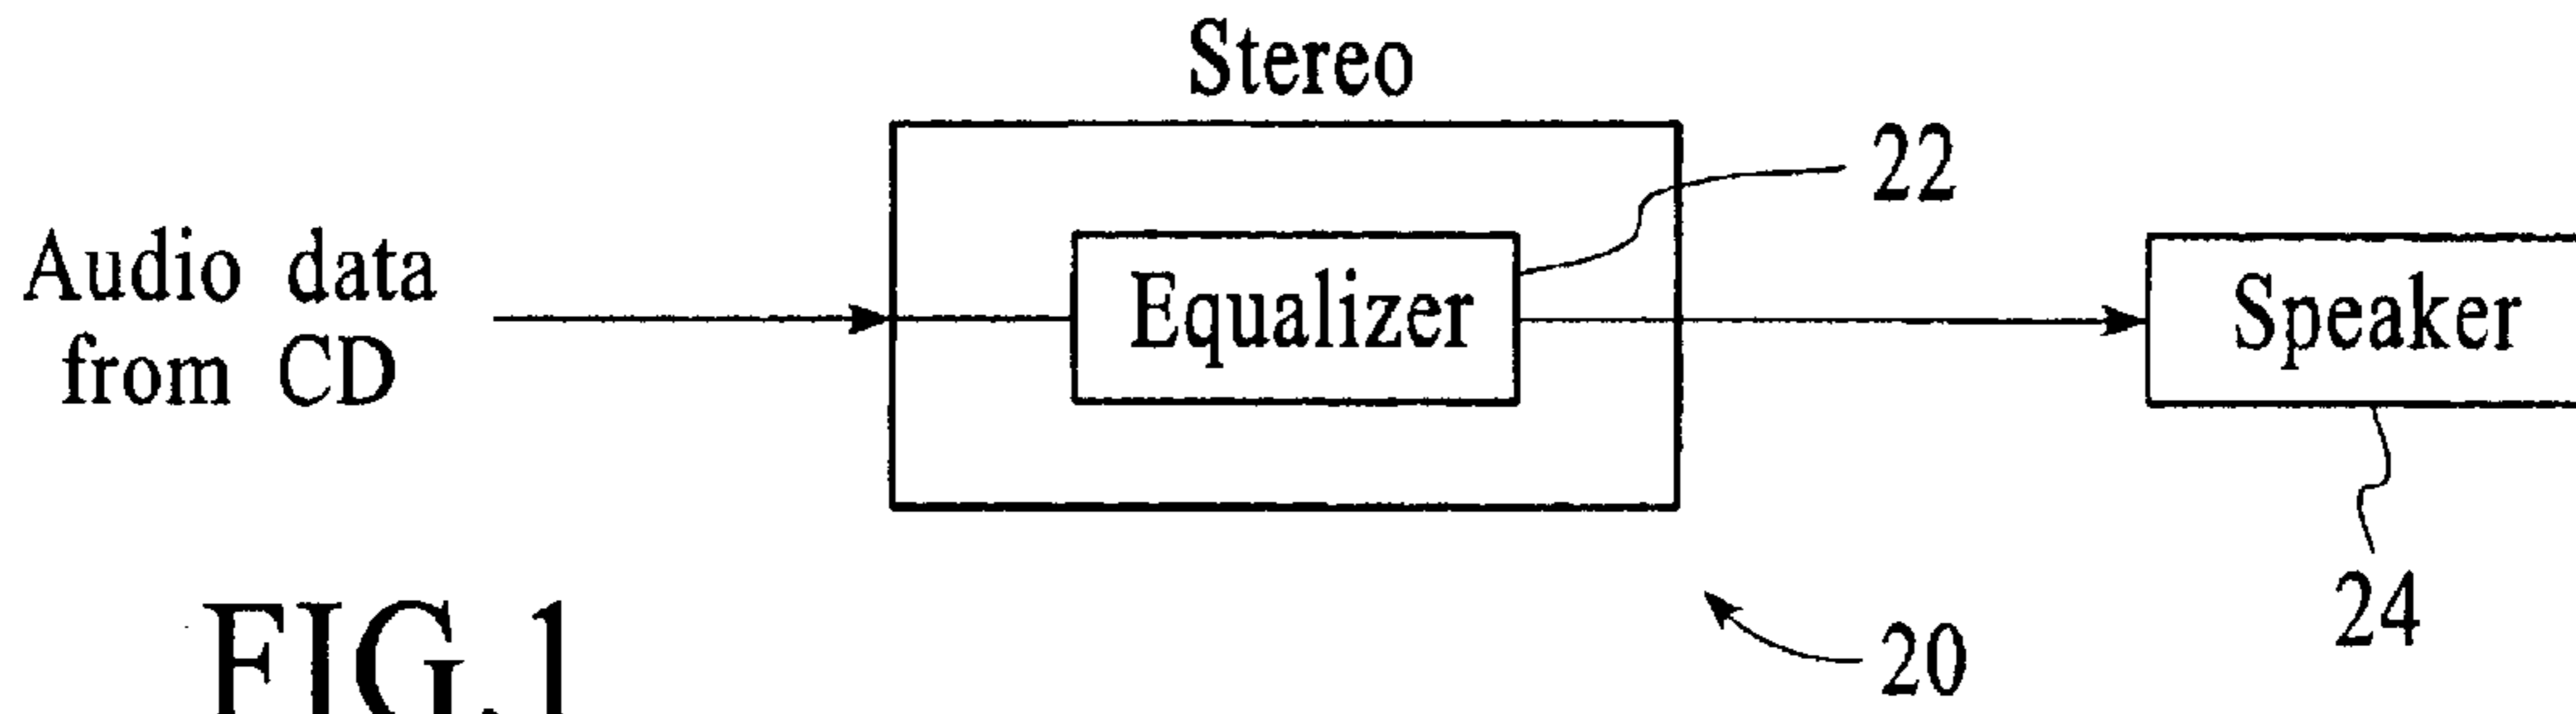 Stereo
22
Audio data
from CD
Equalizer
Speaker
24
20
FIG.1